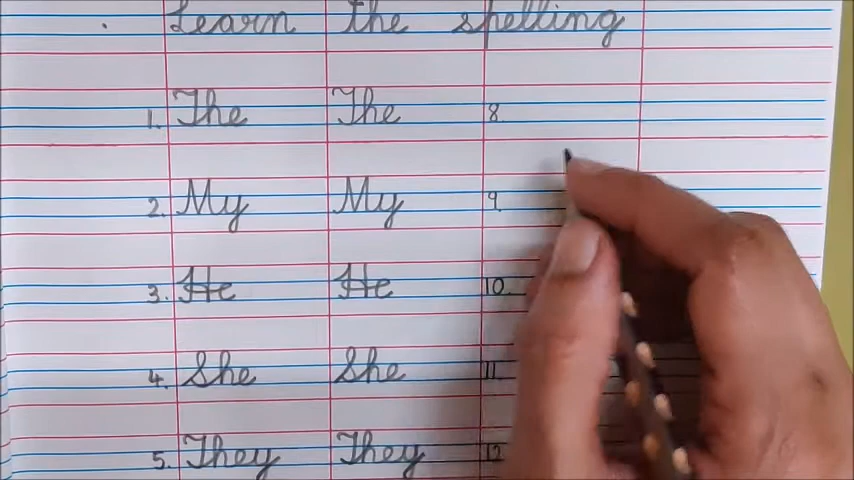 Learn the spelling
1. The The 8
2. My My 9.
3. He He 10.
4. She She 11
5. They They 12